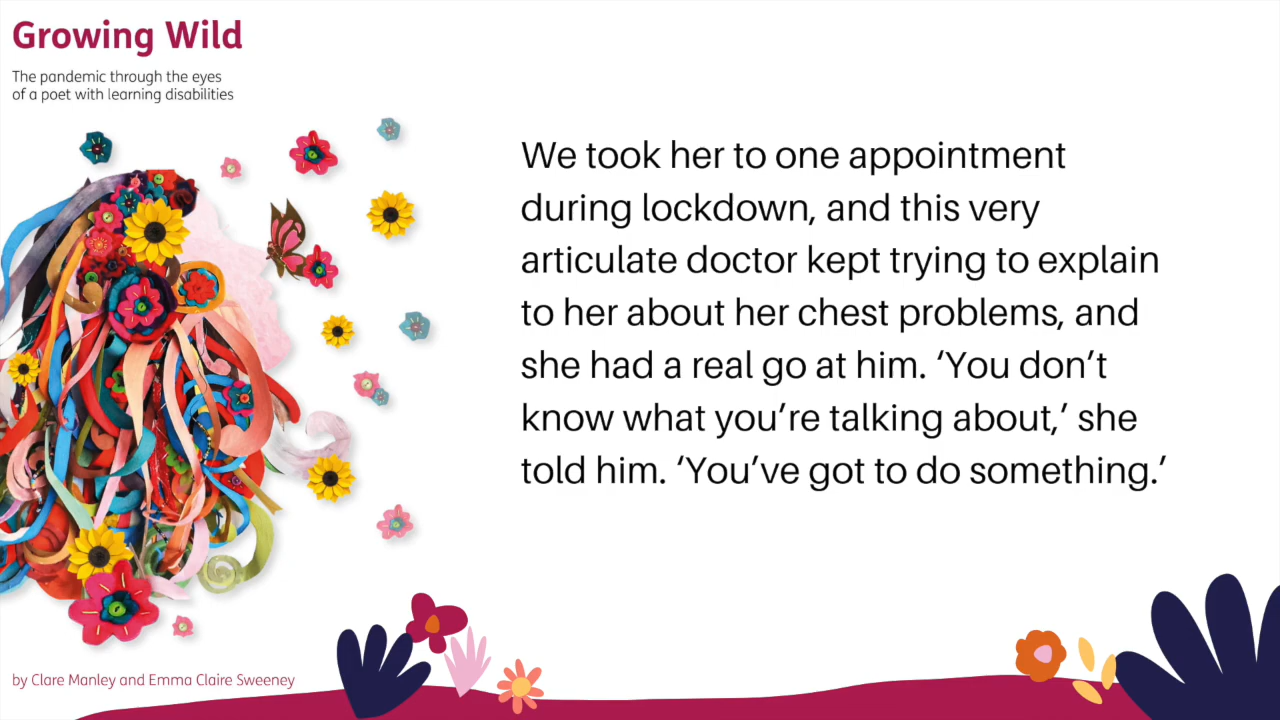 Growing Wild
The pandemic through the eyes
of a poet with learning disabilities
We took her to one appointment
during lockdown, and this very
articulate doctor kept trying to explain
to her about her chest problems, and
she had a real go at him. ‘You don’t
know what you’re talking about,’ she
told him. ‘You’ve got to do something.’
by Clare Manley and Emma Claire Sweeney